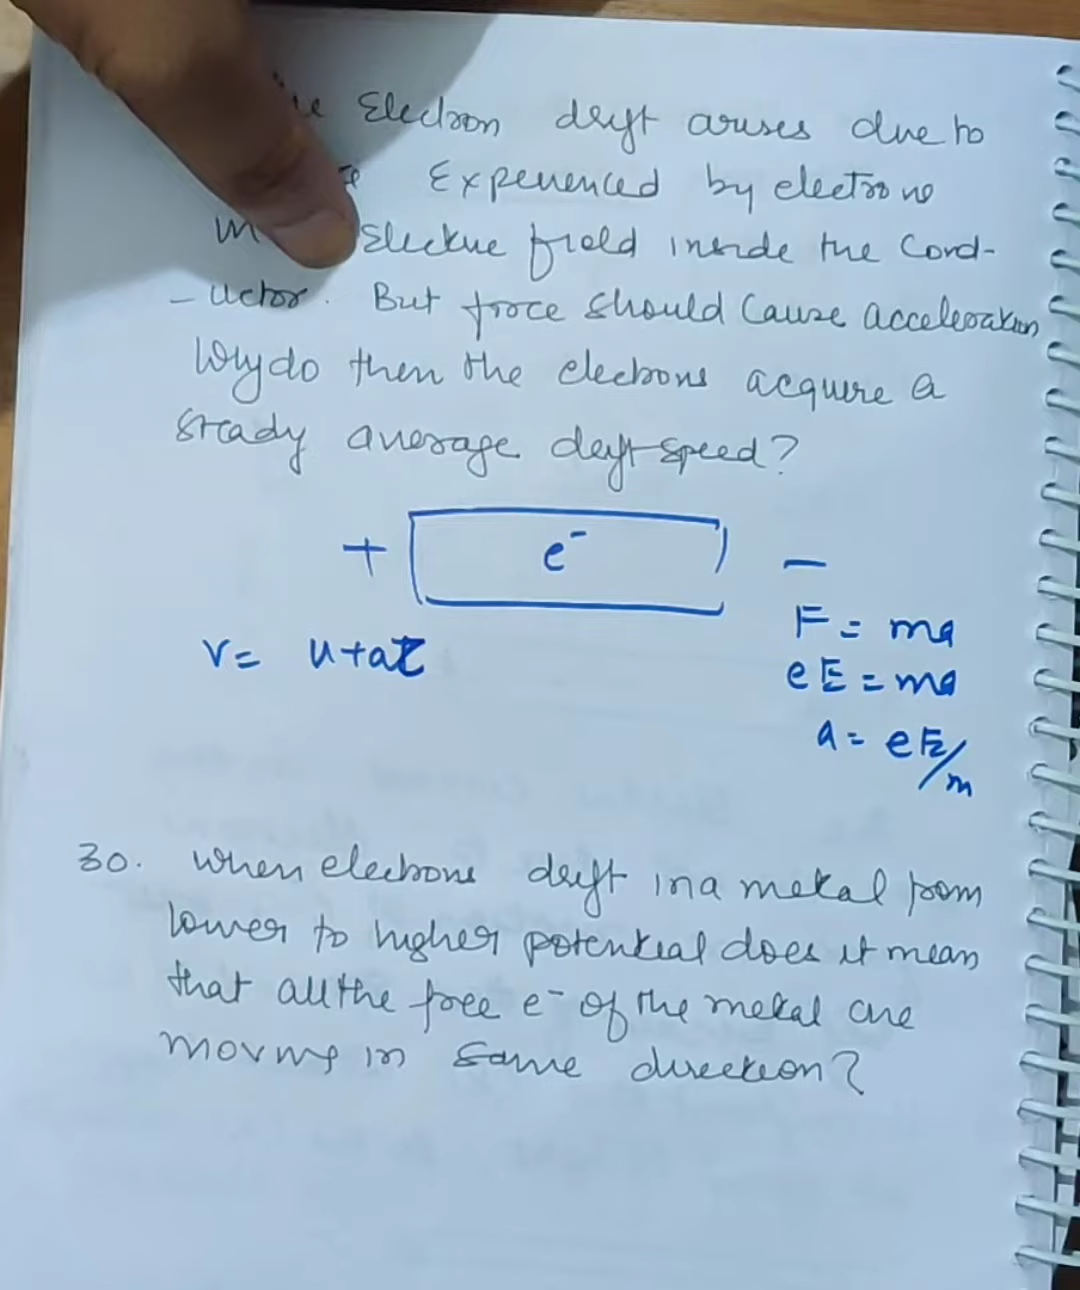 Electron drift arises due to
Experienced by electrons
Electric field inside the Cond-
- uctor. But force should Cause acceleration
Why do then the electrons acquire a
steady average drift speed?
+ e⁻ –
F = ma
v = u+aτ
eE = ma
a = eE/m
30. When electrons drift in a metal from
lower to higher potential does it mean
that all the free e⁻ of the metal are
moving in same direction?